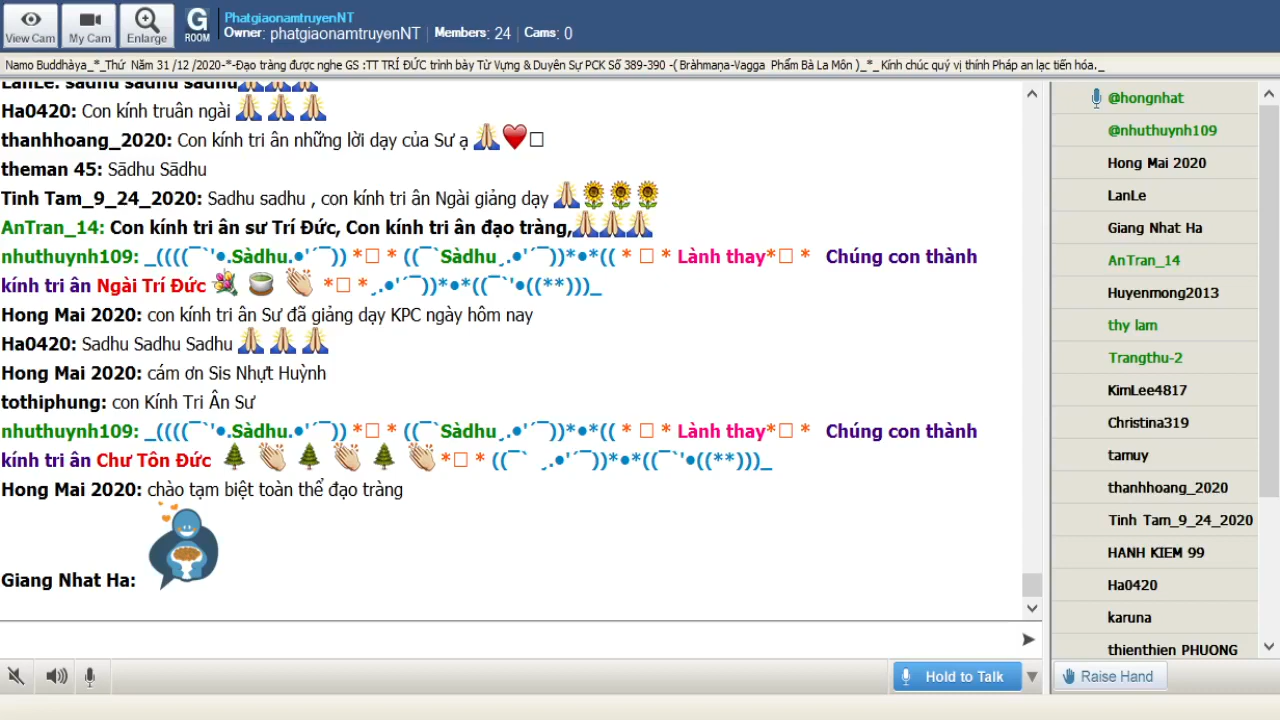 View Cam
My Cam
Enlarge
G ROOM
PhatgiaonamtruyenNT
Owner: phatgiaonamtruyenNT | Members: 24 | Cams: 0
Namo Buddhàya_*_Thứ Năm 31 /12 /2020-*-Đạo tràng được nghe GS :TT TRÍ ĐỨC trình bày Từ Vựng & Duyên Sự PCK Số 389-390 -( Bràhmaṇa-Vagga Phẩm Bà La Môn )_*_ Kính chúc quý vị thính Pháp an lạc tiến hóa._
LanLe: sadhu sadhu sadhu🙏🙏🙏
Ha0420: Con kính truân ngài 🙏 🙏 🙏
thanhhoang_2020: Con kính tri ân những lời dạy của Sư ạ 🙏❤□
theman 45: Sādhu Sādhu
Tinh Tam_9_24_2020: Sadhu sadhu , con kính tri ân Ngài giảng dạy 🙏🌻🌻🌻
AnTran_14: Con kính tri ân sư Trí Đức, Con kính tri ân đạo tràng,🙏🙏🙏
nhuthuynh109: _((((¯`'●.Sàdhu.●'´¯)) *□ * ((¯`Sàdhu¸.●'´¯))*●*(( * □ * Lành thay*□ * Chúng con thành
kính tri ân Ngài Trí Đức 💐 🍵 👏 *□ *¸.●'´¯))*●*((¯`'●((**)))_
Hong Mai 2020: con kính tri ân Sư đã giảng dạy KPC ngày hôm nay
Ha0420: Sadhu Sadhu Sadhu 🙏 🙏 🙏
Hong Mai 2020: cám ơn Sis Nhựt Huỳnh
tothiphung: con Kính Tri Ân Sư
nhuthuynh109: _((((¯`'●.Sàdhu.●'´¯)) *□ * ((¯`Sàdhu¸.●'´¯))*●*(( * □ * Lành thay*□ * Chúng con thành
kính tri ân Chư Tôn Đức 🌲 👏 🌲 👏 🌲 👏 *□ * ((¯` ¸.●'´¯))*●*((¯`'●((**)))_
Hong Mai 2020: chào tạm biệt toàn thể đạo tràng
Giang Nhat Ha:
Hold to Talk
@hongnhat
@nhuthuynh109
Hong Mai 2020
LanLe
Giang Nhat Ha
AnTran_14
Huyenmong2013
thy lam
Trangthu-2
KimLee4817
Christina319
tamuy
thanhhoang_2020
Tinh Tam_9_24_2020
HANH KIEM 99
Ha0420
karuna
thienthien PHUONG
Raise Hand